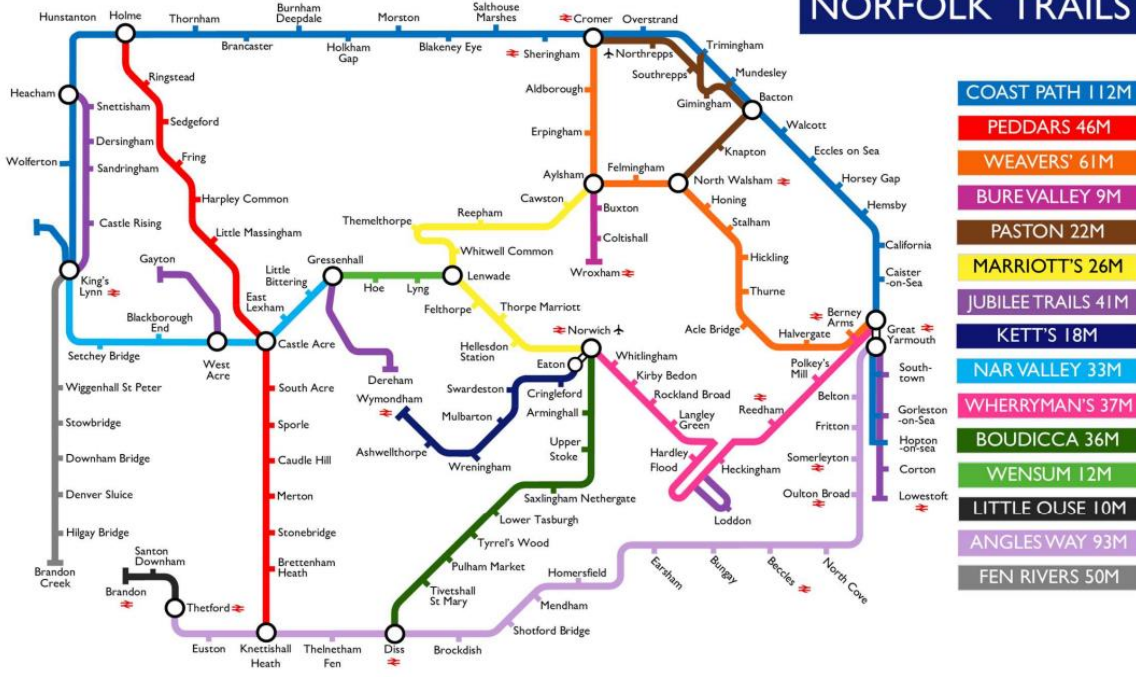 NORFOLK TRAILS
COAST PATH 112M
PEDDARS 46M
WEAVERS' 61M
BURE VALLEY 9M
PASTON 22M
MARRIOTT'S 26M
JUBILEE TRAILS 41M
KETT'S 18M
NAR VALLEY 33M
WHERRYMAN'S 37M
BOUDICCA 36M
WENSUM 12M
LITTLE OUSE 10M
ANGLES WAY 93M
FEN RIVERS 50M
Hunstanton
Holme
Thornham
Brancaster
Burnham
Deepdale
Holkham
Gap
Morston
Blakeney Eye
Salthouse
Marshes
Sheringham
Cromer
Overstrand
Northrepps
Southrepps
Trimingham
Mundesley
Gimingham
Bacton
Walcott
Eccles on Sea
Horsey Gap
Hemsby
California
Caister
-on-Sea
Heacham
Snettisham
Dersingham
Sandringham
Wolferton
Castle Rising
King's
Lynn
Ringstead
Sedgeford
Fring
Harpley Common
Little Massingham
Aldborough
Erpingham
Aylsham
Felmingham
Knapton
North Walsham
Honing
Stalham
Hickling
Thurne
Acle Bridge
Halvergate
Berney
Arms
Great
Yarmouth
Cawston
Reepham
Themelthorpe
Whitwell Common
Lenwade
Buxton
Coltishall
Wroxham
Gayton
Little
Bittering
Gressenhall
Hoe
Lyng
East
Lexham
Blackborough
End
Setchey Bridge
West
Acre
Castle Acre
Dereham
Felthorpe
Thorpe Marriott
Hellesdon
Station
Norwich
Eaton
Cringleford
Swardeston
Mulbarton
Wymondham
Ashwellthorpe
Wreningham
Arminghall
Upper
Stoke
Whitlingham
Kirby Bedon
Rockland Broad
Langley
Green
Hardley
Flood
Heckingham
Loddon
Reedham
Polkey's
Mill
Belton
Fritton
Somerleyton
Oulton Broad
South-
town
Gorleston
-on-Sea
Hopton
-on-sea
Corton
Lowestoft
Wiggenhall St Peter
Stowbridge
Downham Bridge
Denver Sluice
Hilgay Bridge
Brandon
Creek
South Acre
Sporle
Caudle Hill
Merton
Stonebridge
Brettenham
Heath
Santon
Downham
Brandon
Thetford
Saxlingham Nethergate
Lower Tasburgh
Tyrrel's Wood
Pulham Market
Tivetshall
St Mary
Euston
Knettishall
Heath
Thelnetham
Fen
Diss
Brockdish
Shotford Bridge
Mendham
Homersfield
Earsham
Bungay
Beccles
North Cove